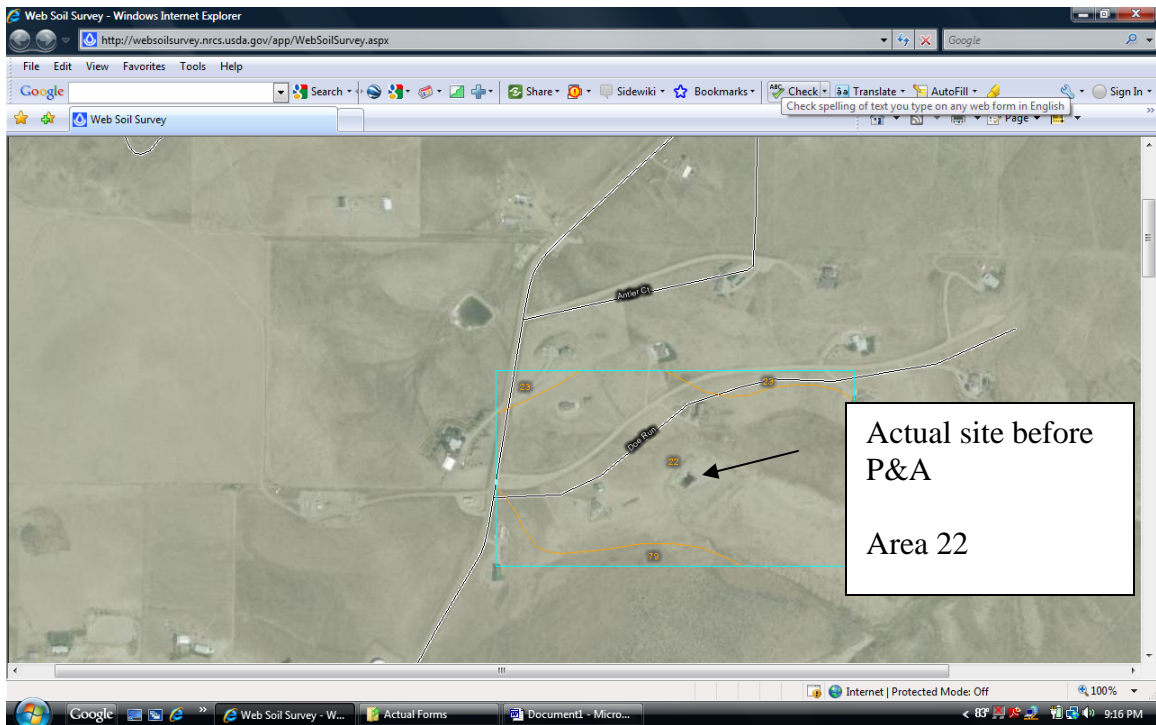 Web Soil Survey - Windows Internet Explorer
http://websoilsurvey.nrcs.usda.gov/app/WebSoilSurvey.aspx
Google
File Edit View Favorites Tools Help
Google Search Share Sidewiki Bookmarks Check Translate AutoFill Sign In
Check spelling of text you type on any web form in English
Web Soil Survey
Page
Antler Ct
23
23
Doe Run
22
79
Actual site before
P&A
Area 22
Internet | Protected Mode: Off
100%
Google
Web Soil Survey - W...
Actual Forms
Document1 - Micro...
83°
9:16 PM